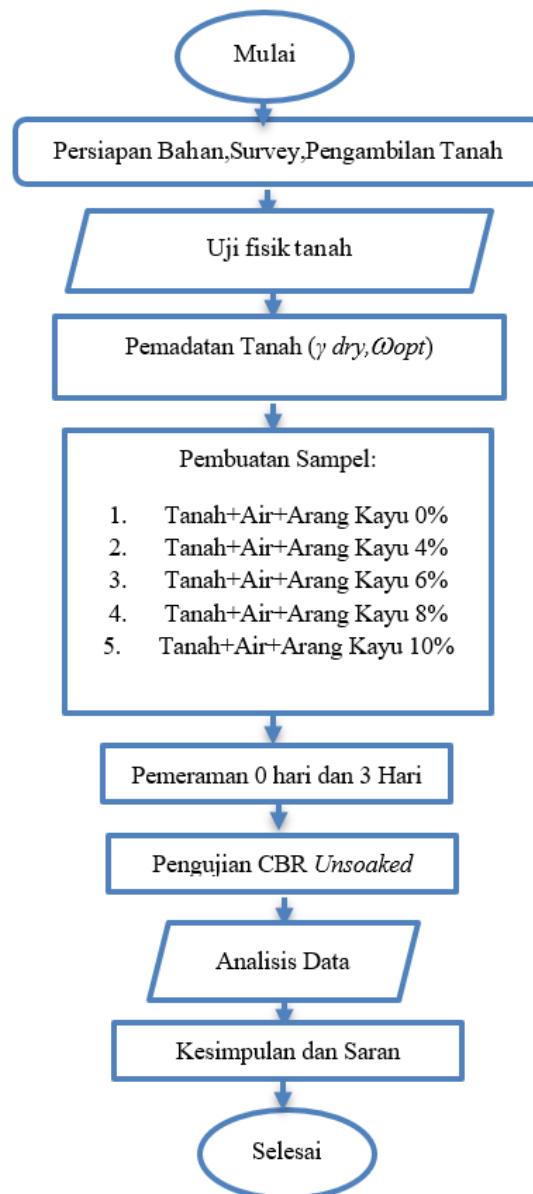 Mulai
Persiapan Bahan,Survey,Pengambilan Tanah
Uji fisik tanah
Pemadatan Tanah (γ dry,ωopt)
Pembuatan Sampel:
1. Tanah+Air+Arang Kayu 0%
2. Tanah+Air+Arang Kayu 4%
3. Tanah+Air+Arang Kayu 6%
4. Tanah+Air+Arang Kayu 8%
5. Tanah+Air+Arang Kayu 10%
Pemeraman 0 hari dan 3 Hari
Pengujian CBR Unsoaked
Analisis Data
Kesimpulan dan Saran
Selesai